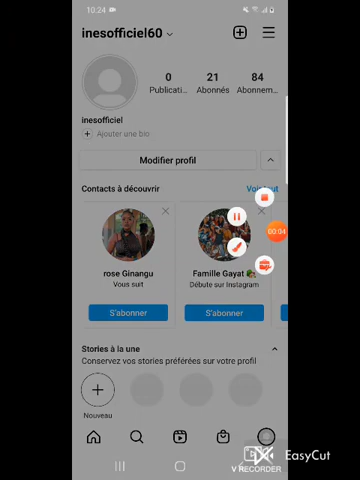 10:24
inesofficiel60
0 21 84
Publicati... Abonnés Abonnem...
inesofficiel
Ajouter une bio
Modifier profil
Contacts à découvrir
00:04
rose Ginangu
Vous suit
S'abonner
Famille Gayat
Débute sur Instagram
S'abonner
Stories à la une
Conservez vos stories préférées sur votre profil
Nouveau
V RECORDER
EasyCut